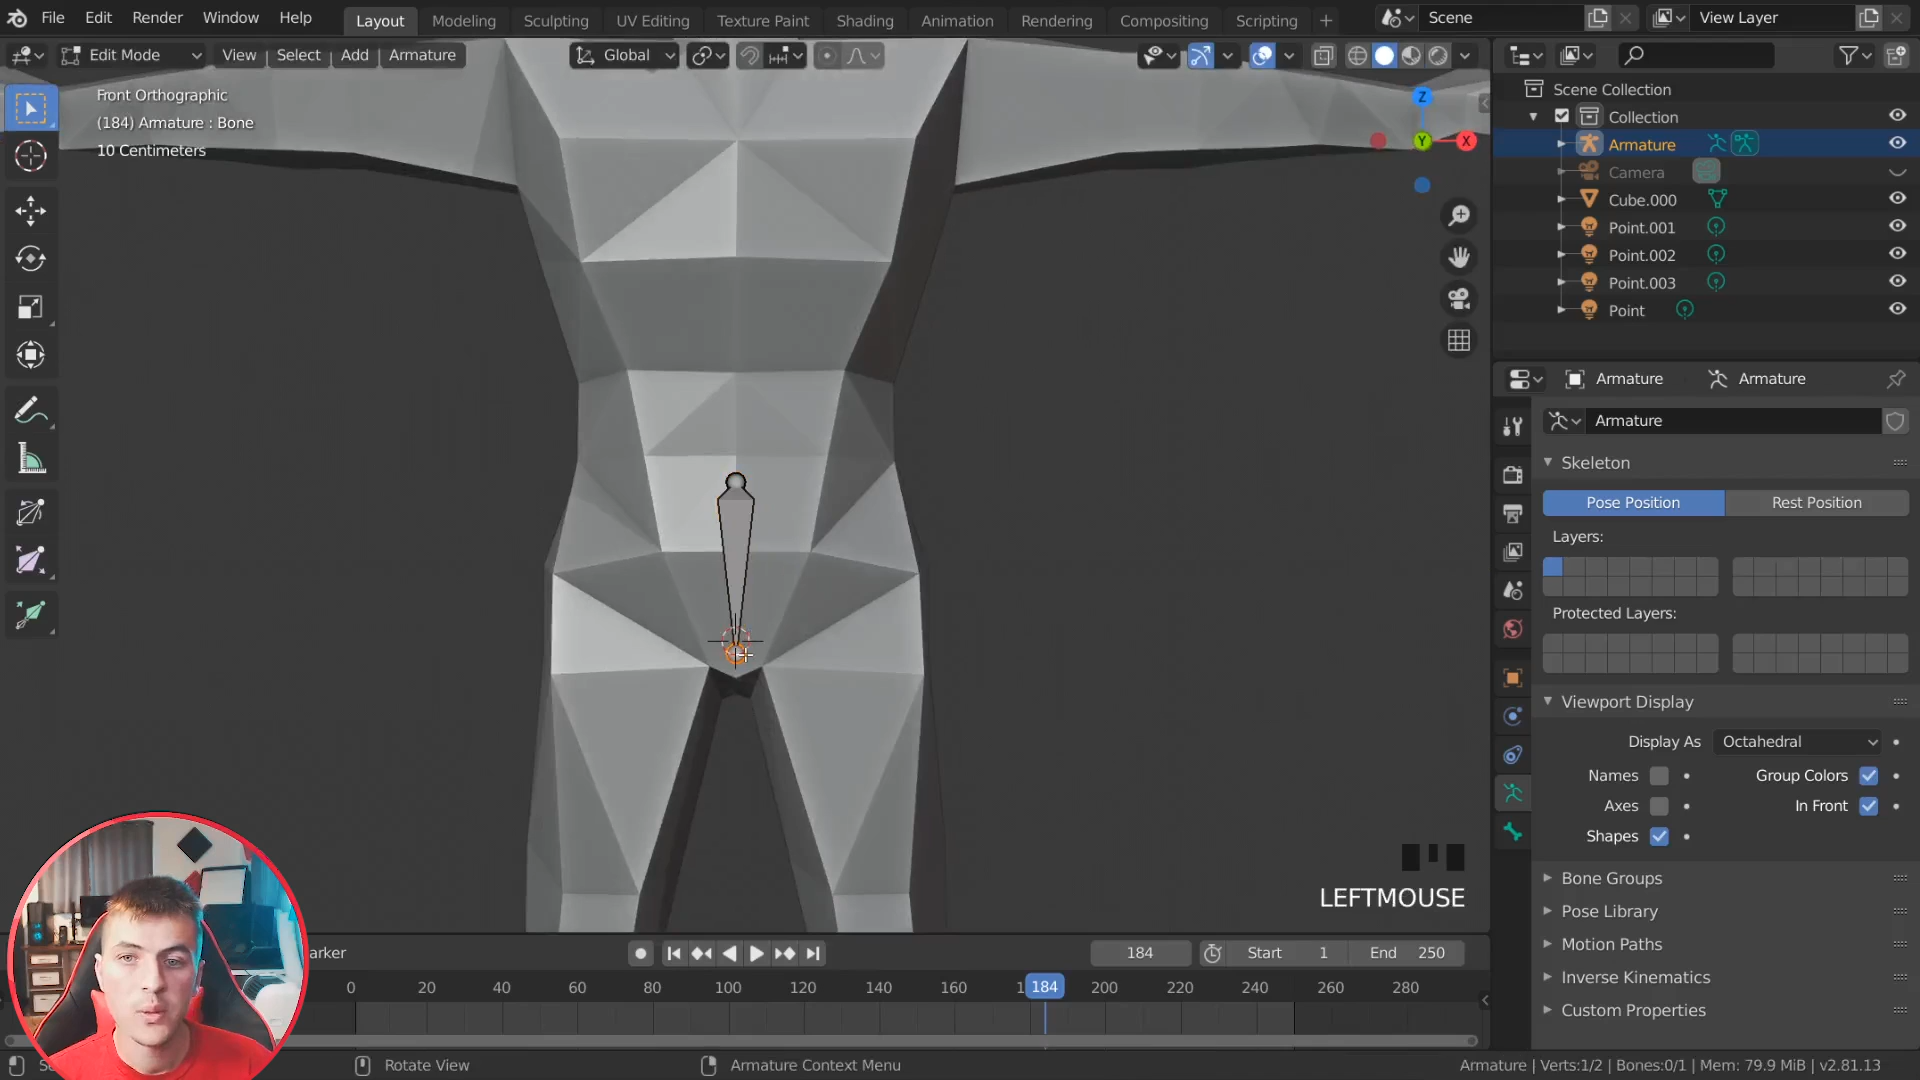 File Edit Render Window Help Layout Modeling Sculpting UV Editing Texture Paint Shading Animation Rendering Compositing Scripting + Scene View Layer
Edit Mode View Select Add Armature Global
Front Orthographic
(184) Armature : Bone
10 Centimeters
Z
Y
X
Scene Collection
Collection
Armature
Camera
Cube.000
Point.001
Point.002
Point.003
Point
Armature Armature
Armature
Skeleton
Pose Position Rest Position
Layers:
Protected Layers:
Viewport Display
Display As Octahedral
Names Group Colors
Axes In Front
Shapes
Bone Groups
Pose Library
Motion Paths
Inverse Kinematics
Custom Properties
LEFTMOUSE
arker 184 Start 1 End 250
0 20 40 60 80 100 120 140 160 184 200 220 240 260 280
Rotate View Armature Context Menu Armature | Verts:1/2 | Bones:0/1 | Mem: 79.9 MiB | v2.81.13